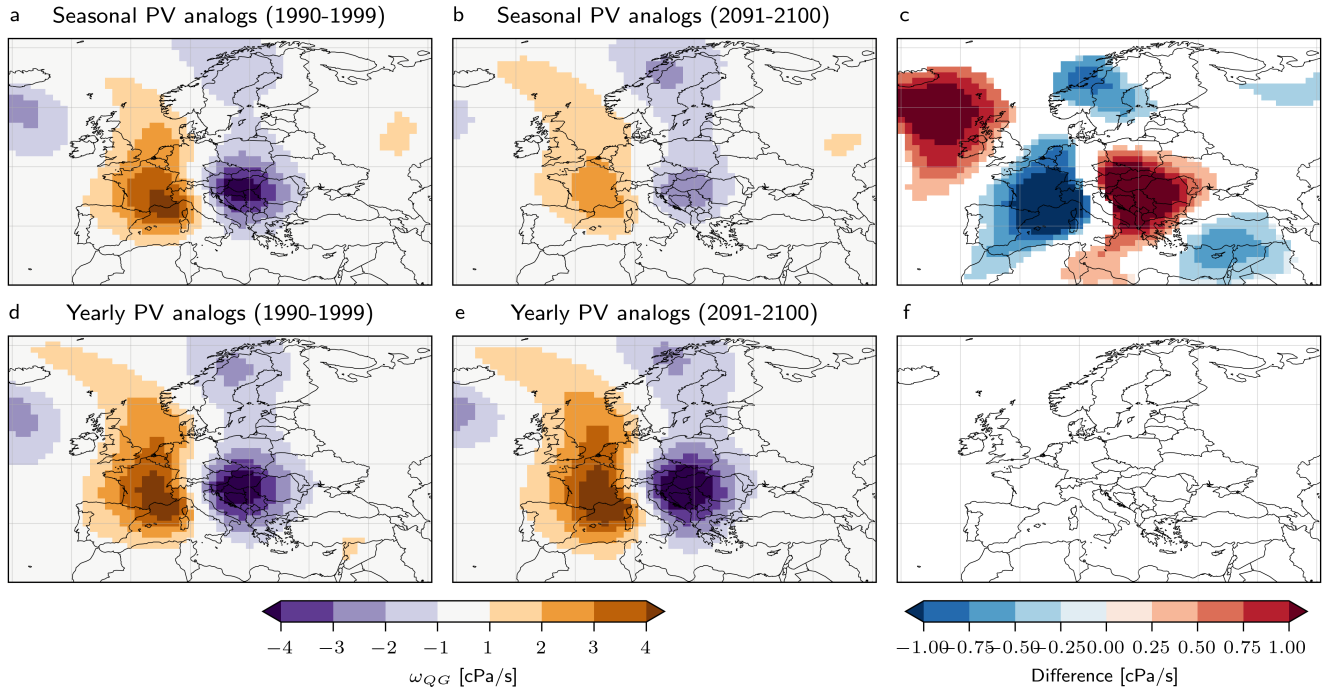 a Seasonal PV analogs (1990-1999)
b Seasonal PV analogs (2091-2100)
c
d Yearly PV analogs (1990-1999)
e Yearly PV analogs (2091-2100)
f
−4 −3 −2 −1 1 2 3 4
ω_QG [cPa/s]
−1.00 −0.75 −0.50 −0.25 0.00 0.25 0.50 0.75 1.00
Difference [cPa/s]